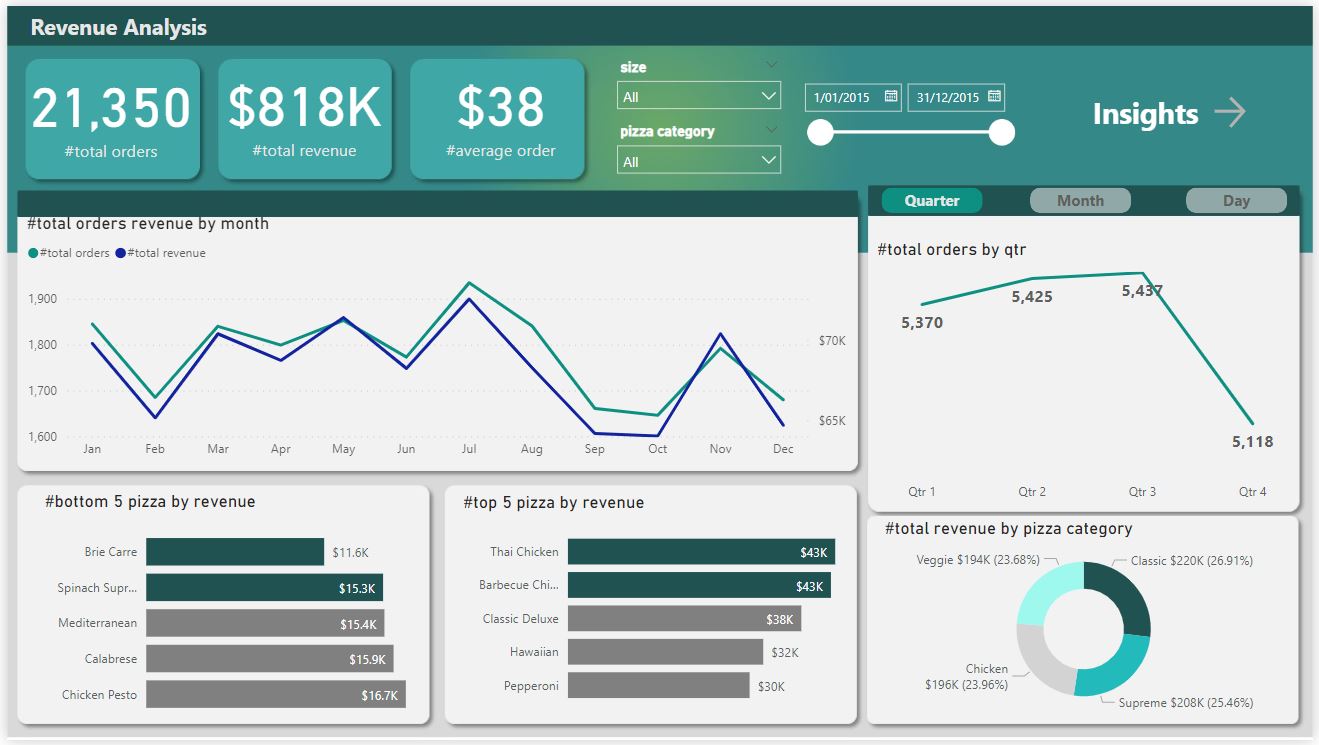 Revenue Analysis
21,350
#total orders
$818K
#total revenue
$38
#average order
size
All
pizza category
All
1/01/2015
31/12/2015
Insights
#total orders revenue by month
#total orders
#total revenue
1,900
1,800
1,700
1,600
$70K
$65K
Jan Feb Mar Apr May Jun Jul Aug Sep Oct Nov Dec
Quarter Month Day
#total orders by qtr
5,370
5,425
5,437
5,118
Qtr 1 Qtr 2 Qtr 3 Qtr 4
#bottom 5 pizza by revenue
Brie Carre $11.6K
Spinach Supr... $15.3K
Mediterranean $15.4K
Calabrese $15.9K
Chicken Pesto $16.7K
#top 5 pizza by revenue
Thai Chicken $43K
Barbecue Chi... $43K
Classic Deluxe $38K
Hawaiian $32K
Pepperoni $30K
#total revenue by pizza category
Veggie $194K (23.68%)
Classic $220K (26.91%)
Chicken
$196K (23.96%)
Supreme $208K (25.46%)